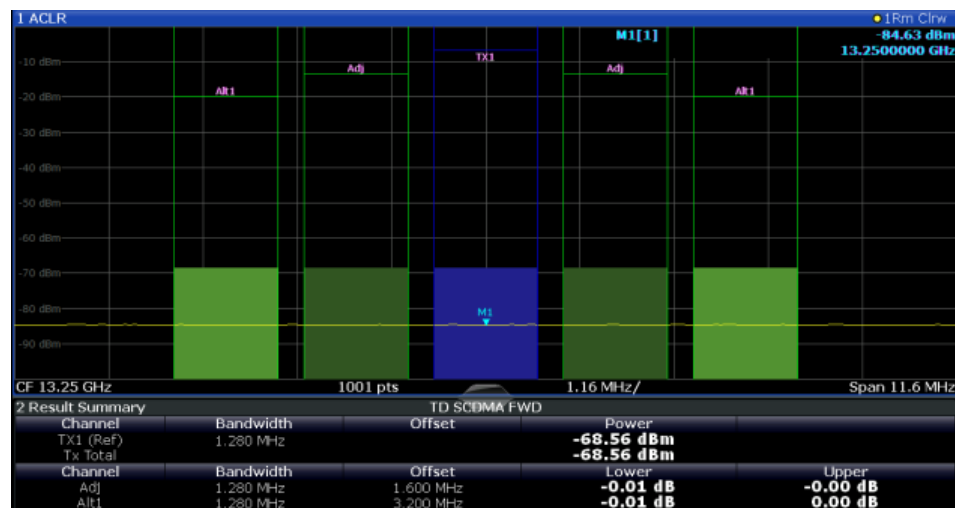 1 ACLR 1Rm Clrw
M1[1] -84.63 dBm
13.2500000 GHz
TX1
-10 dBm
Adj Adj
-20 dBm
Alt1 Alt1
-30 dBm
-40 dBm
-50 dBm
-60 dBm
-70 dBm
-80 dBm
M1
-90 dBm
CF 13.25 GHz 1001 pts 1.16 MHz/ Span 11.6 MHz
2 Result Summary TD SCDMA FWD
Channel Bandwidth Offset Power
TX1 (Ref) 1.280 MHz -68.56 dBm
Tx Total -68.56 dBm
Channel Bandwidth Offset Lower Upper
Adj 1.280 MHz 1.600 MHz -0.01 dB -0.00 dB
Alt1 1.280 MHz 3.200 MHz -0.01 dB 0.00 dB